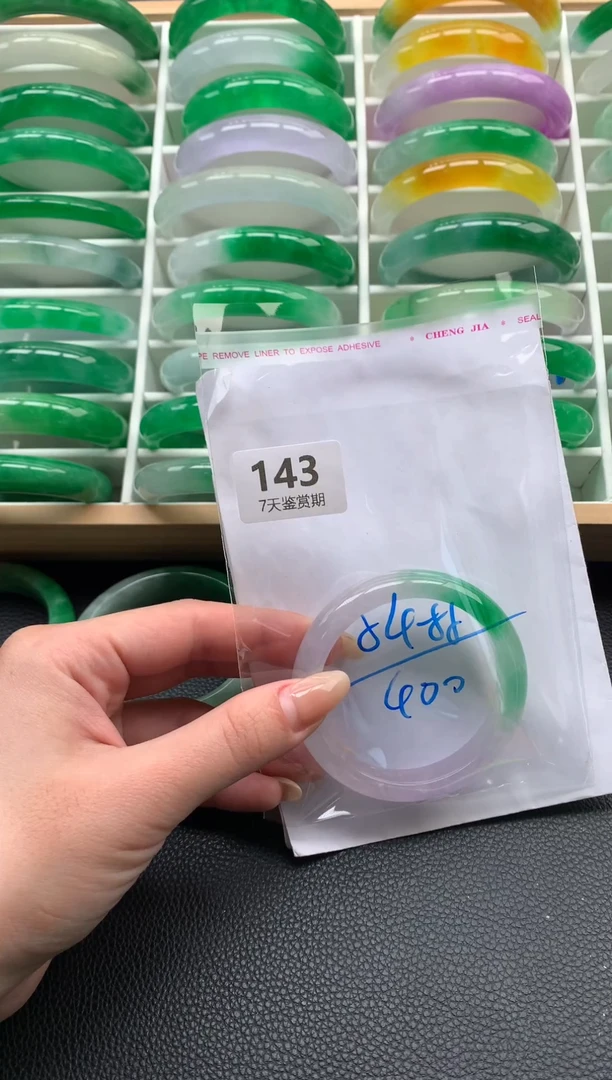 PE REMOVE LINER TO EXPOSE ADHESIVE * CHENG JIA * SEAL
143
7天鉴赏期
400